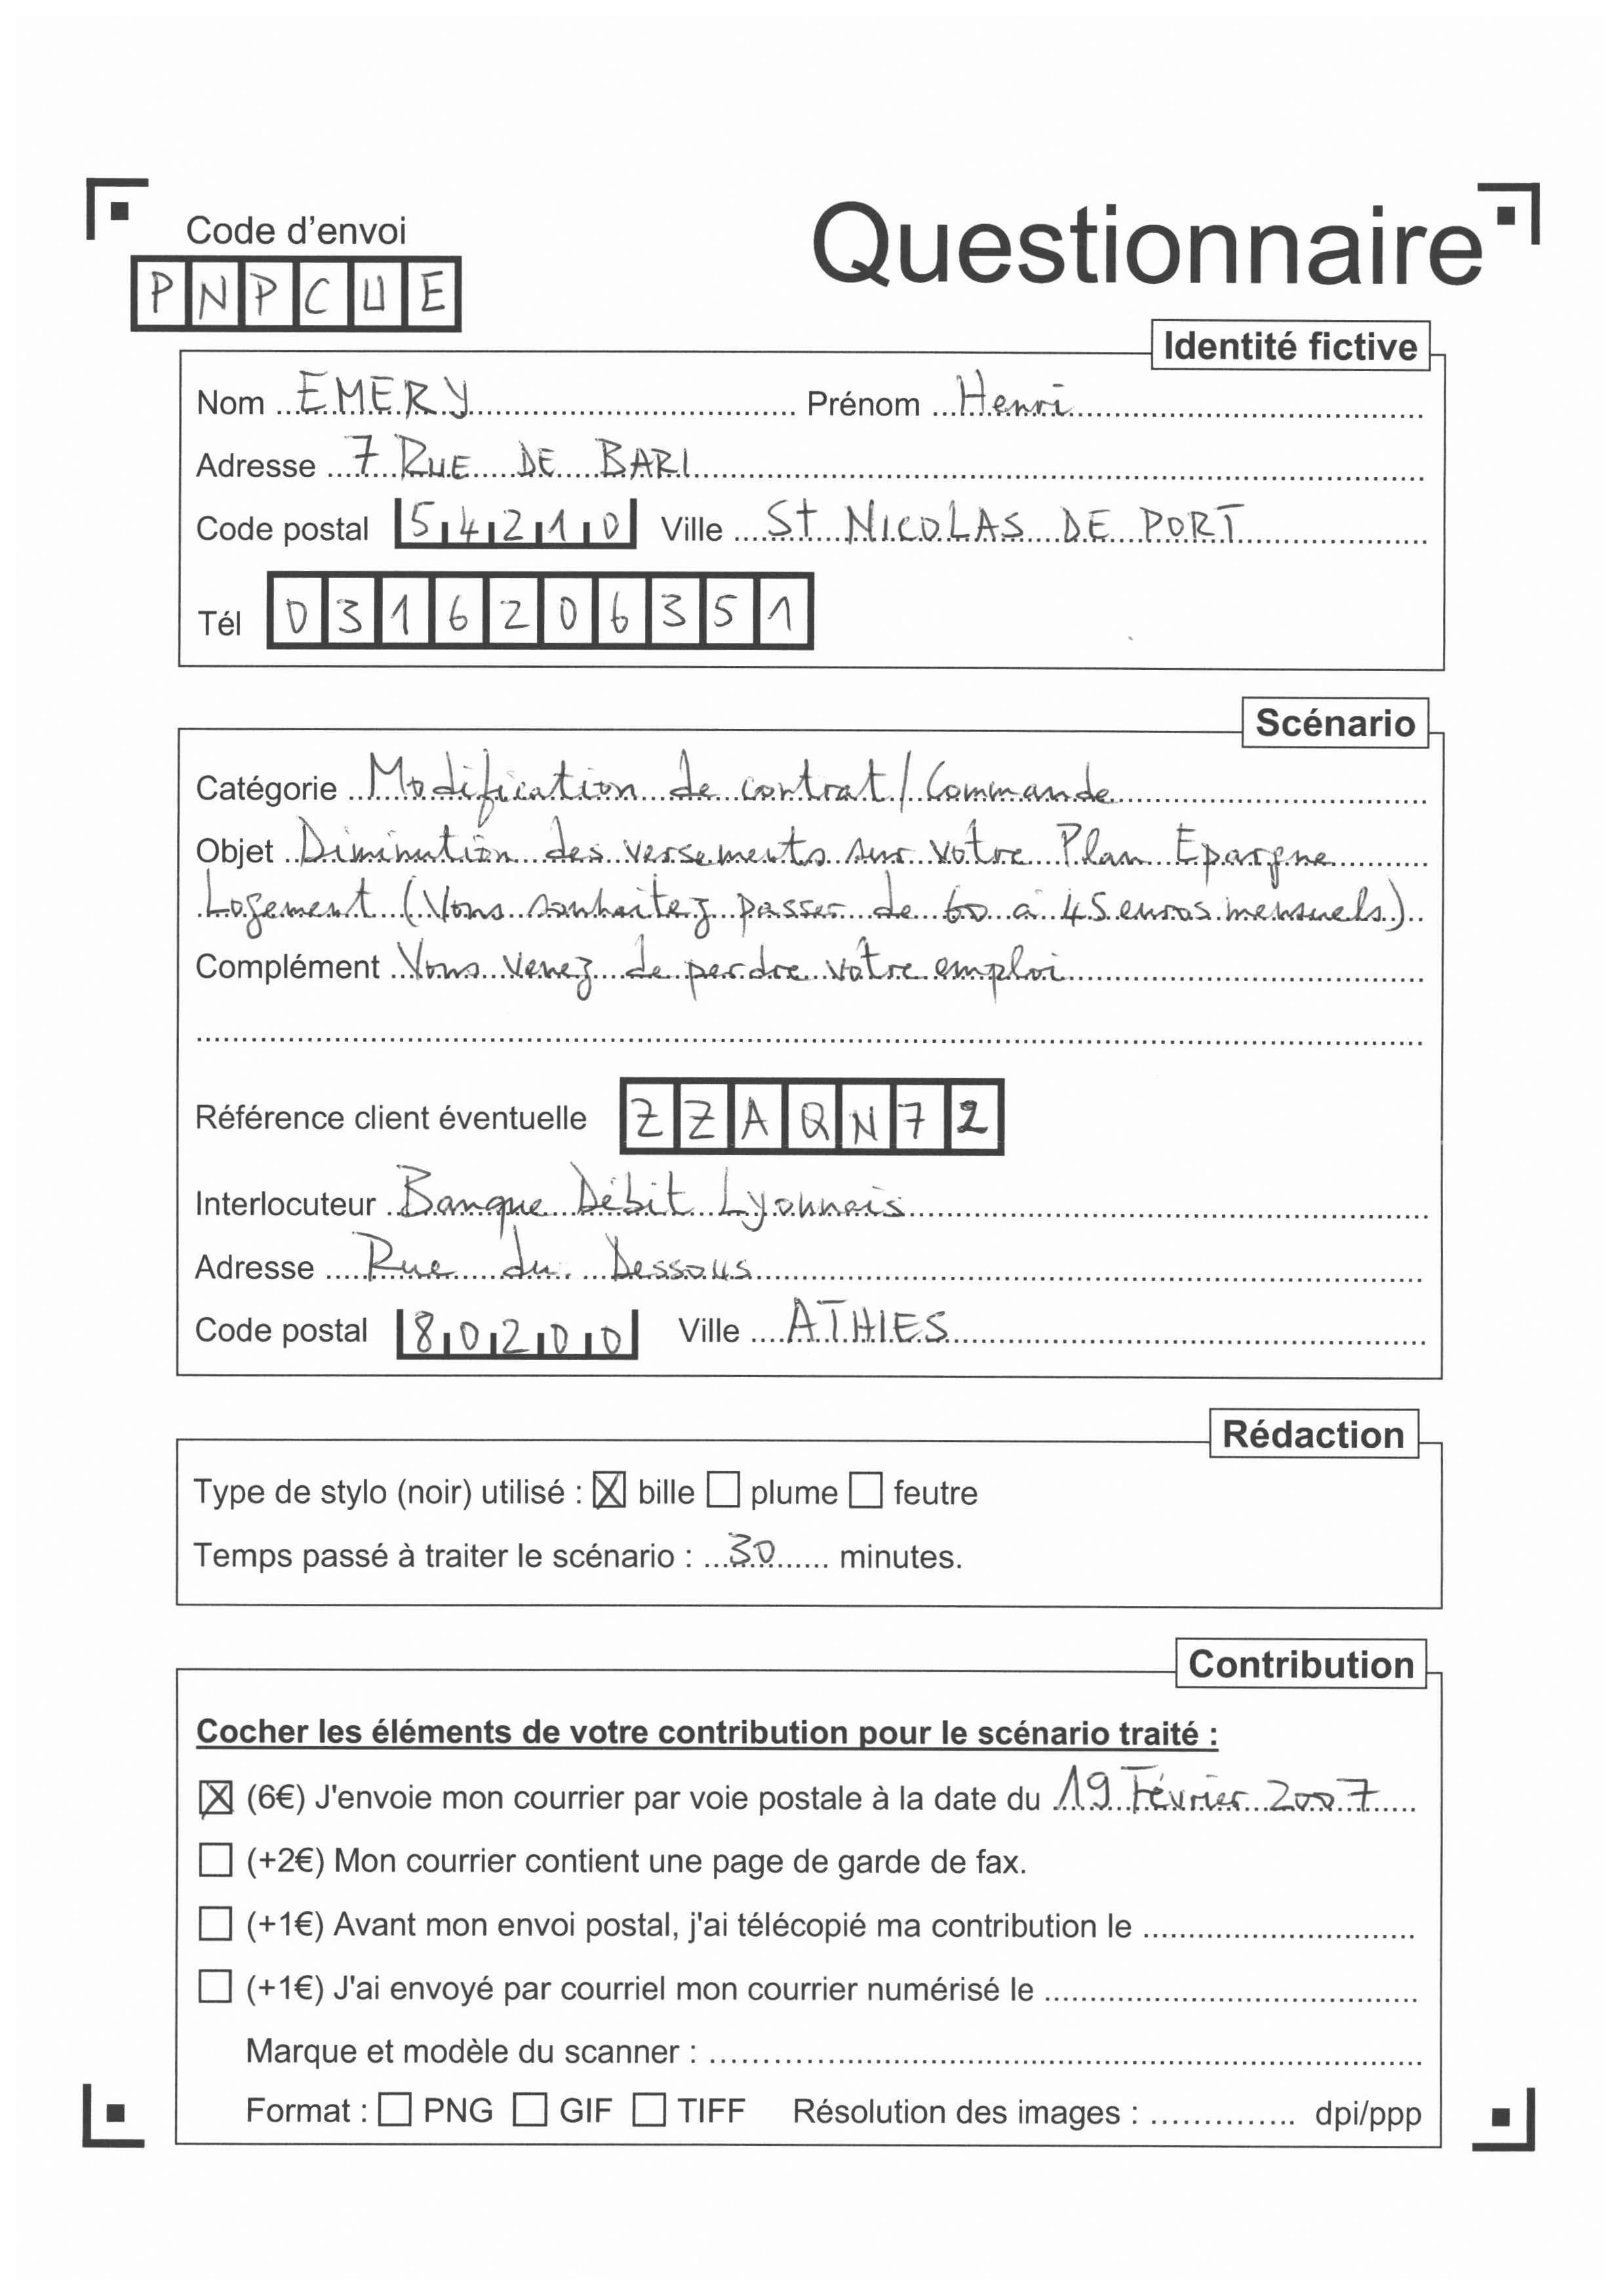 Code d'envoi
PNPCUE
Questionnaire
Identité fictive
Nom EMERY Prénom Henri
Adresse 7 RUE DE BARI
Code postal 54210 Ville St NICOLAS DE PORT
Tél 0316206351
Scénario
Catégorie Modification de contrat/Commande
Objet Diminution des versements sur votre Plan Epargne
Logement (Vous souhaitez passer de 60 à 45 euros mensuels)
Complément Vous venez de perdre votre emploi
Référence client éventuelle ZZAQN72
Interlocuteur Banque Débit Lyonnais
Adresse Rue du Dessous
Code postal 80200 Ville ATHIES
Rédaction
Type de stylo (noir) utilisé : ☒ bille ☐ plume ☐ feutre
Temps passé à traiter le scénario : 30 minutes.
Contribution
Cocher les éléments de votre contribution pour le scénario traité :
☒ (6€) J'envoie mon courrier par voie postale à la date du 19 Février 2007
☐ (+2€) Mon courrier contient une page de garde de fax.
☐ (+1€) Avant mon envoi postal, j'ai télécopié ma contribution le
☐ (+1€) J'ai envoyé par courriel mon courrier numérisé le
Marque et modèle du scanner :
Format : ☐ PNG ☐ GIF ☐ TIFF Résolution des images : dpi/ppp